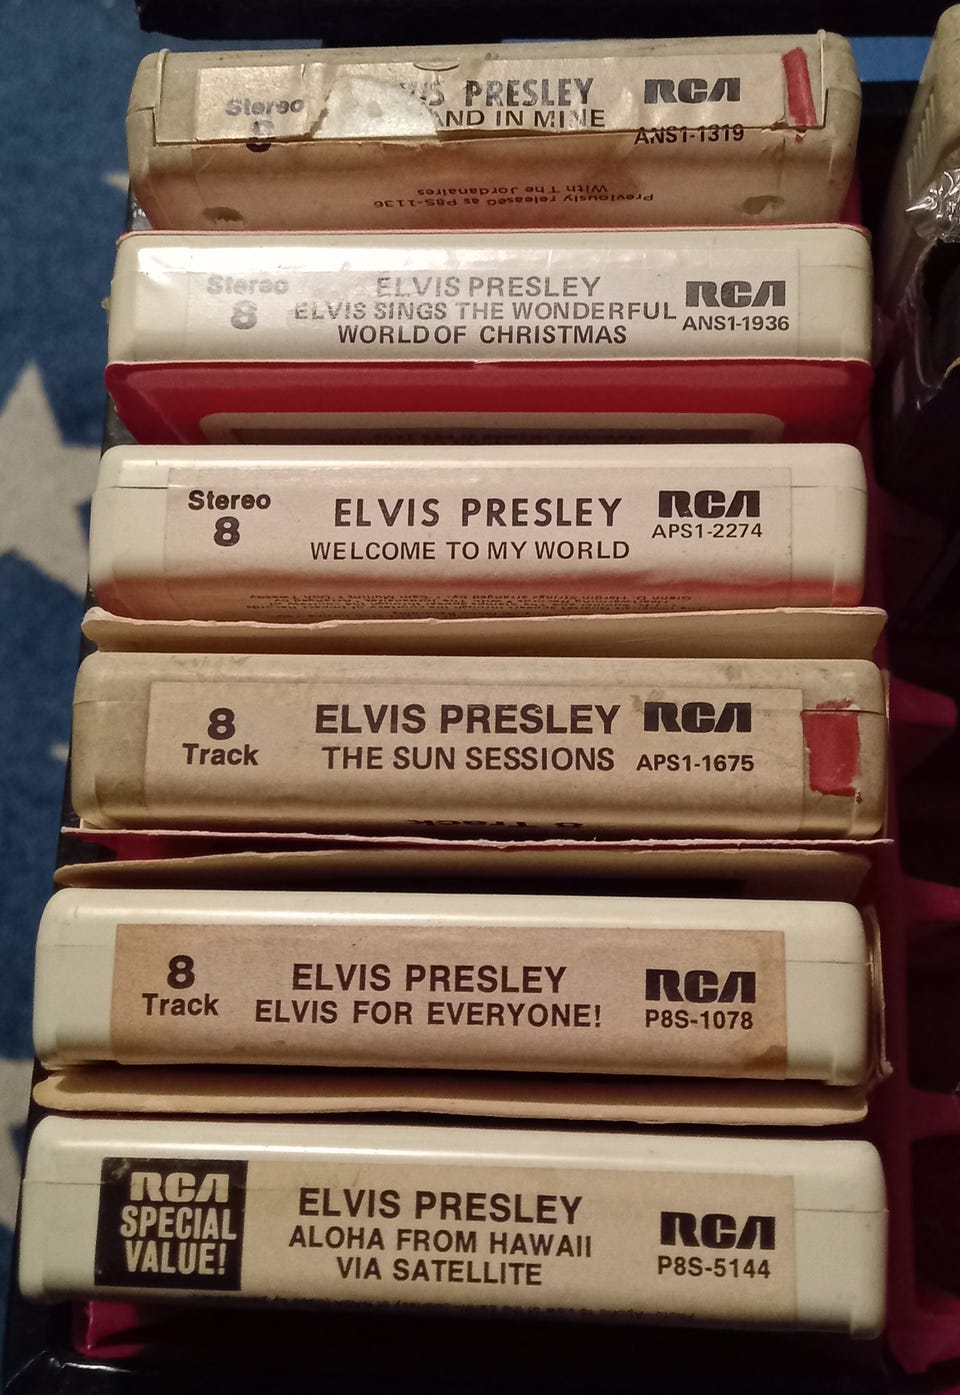 Stereo
8
PRESLEY
AND IN MINE
RCA
ANS1-1319
Previously released as P8S-1136
With The Jordanaires
Stereo
8
ELVIS PRESLEY
ELVIS SINGS THE WONDERFUL
WORLD OF CHRISTMAS
RCA
ANS1-1936
Stereo
8
ELVIS PRESLEY
WELCOME TO MY WORLD
RCA
APS1-2274
8
Track
ELVIS PRESLEY
THE SUN SESSIONS
RCA
APS1-1675
8 Track
8
Track
ELVIS PRESLEY
ELVIS FOR EVERYONE!
RCA
P8S-1078
RCA
SPECIAL
VALUE!
ELVIS PRESLEY
ALOHA FROM HAWAII
VIA SATELLITE
RCA
P8S-5144